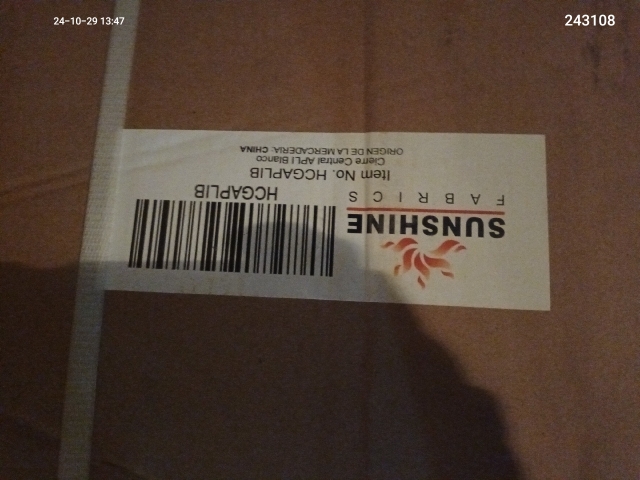 24-10-29 13:47
243108
SUNSHINE
FABRICS
HCGAPLIB
Item No. HCGAPLIB
Cierre Central APLI Blanco
ORIGEN DE LA MERCADERIA: CHINA